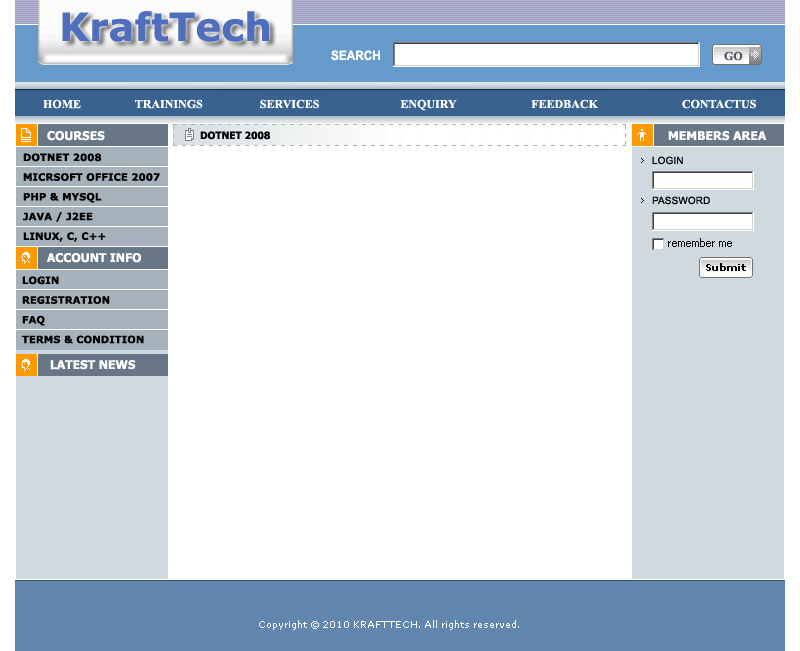 KraftTech
SEARCH
GO
HOME TRAININGS SERVICES ENQUIRY FEEDBACK CONTACTUS
COURSES
DOTNET 2008
MICRSOFT OFFICE 2007
PHP & MYSQL
JAVA / J2EE
LINUX, C, C++
ACCOUNT INFO
LOGIN
REGISTRATION
FAQ
TERMS & CONDITION
LATEST NEWS
DOTNET 2008
MEMBERS AREA
LOGIN
PASSWORD
remember me
Submit
Copyright © 2010 KRAFTTECH. All rights reserved.